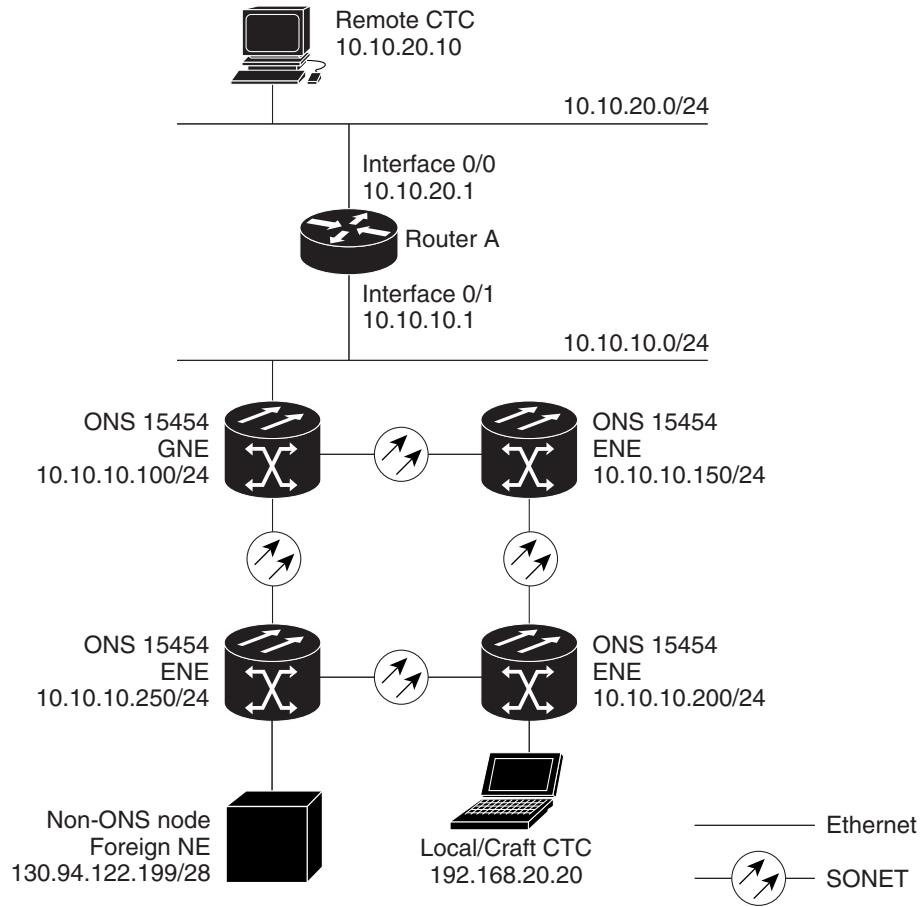 Remote CTC
10.10.20.10
10.10.20.0/24
Interface 0/0
10.10.20.1
Router A
Interface 0/1
10.10.10.1
10.10.10.0/24
ONS 15454
GNE
10.10.10.100/24
ONS 15454
ENE
10.10.10.150/24
ONS 15454
ENE
10.10.10.250/24
ONS 15454
ENE
10.10.10.200/24
Non-ONS node
Foreign NE
130.94.122.199/28
Local/Craft CTC
192.168.20.20
Ethernet
SONET